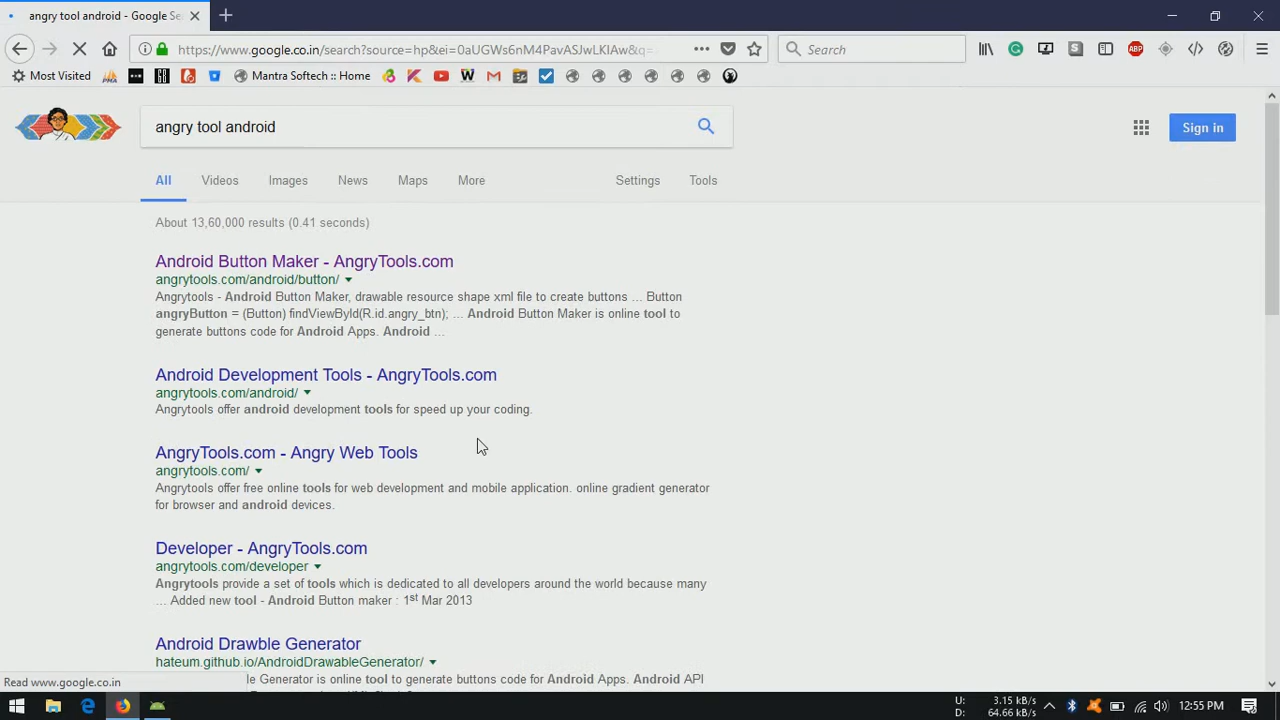 angry tool android - Google Se
https://www.google.co.in/search?source=hp&ei=0aUGWs6nM4PavASJwLKIAw&q=
Search
Most Visited
Mantra Softech :: Home
angry tool android
Sign in
All Videos Images News Maps More Settings Tools
About 13,60,000 results (0.41 seconds)
Android Button Maker - AngryTools.com
angrytools.com/android/button/
Angrytools - Android Button Maker, drawable resource shape xml file to create buttons ... Button
angryButton = (Button) findViewById(R.id.angry_btn); ... Android Button Maker is online tool to
generate buttons code for Android Apps. Android ...
Android Development Tools - AngryTools.com
angrytools.com/android/
Angrytools offer android development tools for speed up your coding.
AngryTools.com - Angry Web Tools
angrytools.com/
Angrytools offer free online tools for web development and mobile application. online gradient generator
for browser and android devices.
Developer - AngryTools.com
angrytools.com/developer
Angrytools provide a set of tools which is dedicated to all developers around the world because many
... Added new tool - Android Button maker : 1st Mar 2013
Android Drawble Generator
hateum.github.io/AndroidDrawableGenerator/
le Generator is online tool to generate buttons code for Android Apps. Android API
Read www.google.co.in
U: 3.15 kB/s
D: 64.66 kB/s
12:55 PM